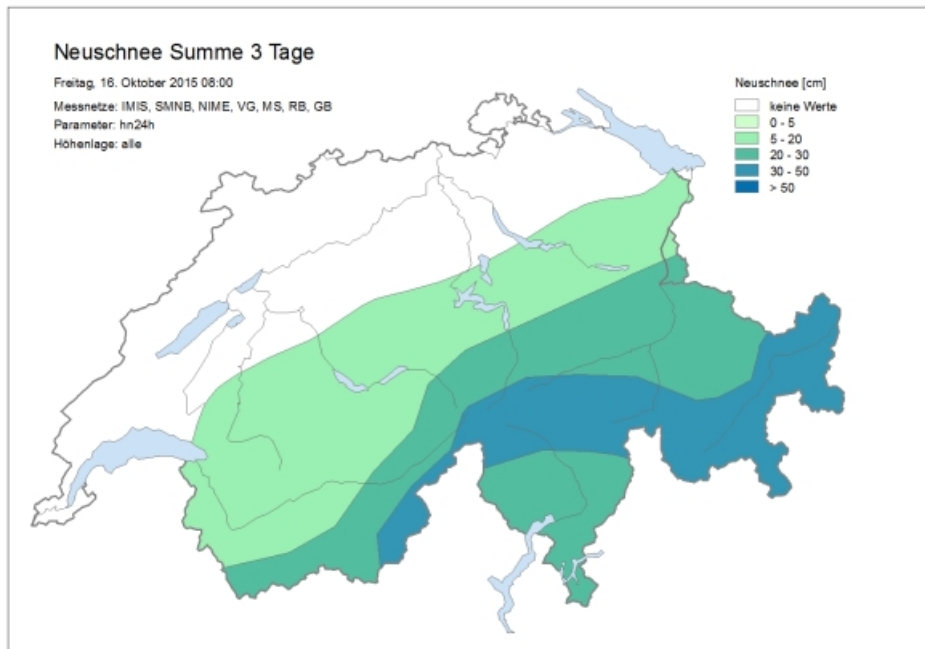 Neuschnee Summe 3 Tage
Freitag, 16. Oktober 2015 08:00
Messnetze: IMIS, SMNB, NIME, VG, MS, RB, GB
Parameter: hn24h
Höhenlage: alle
Neuschnee [cm]
keine Werte
0 - 5
5 - 20
20 - 30
30 - 50
> 50